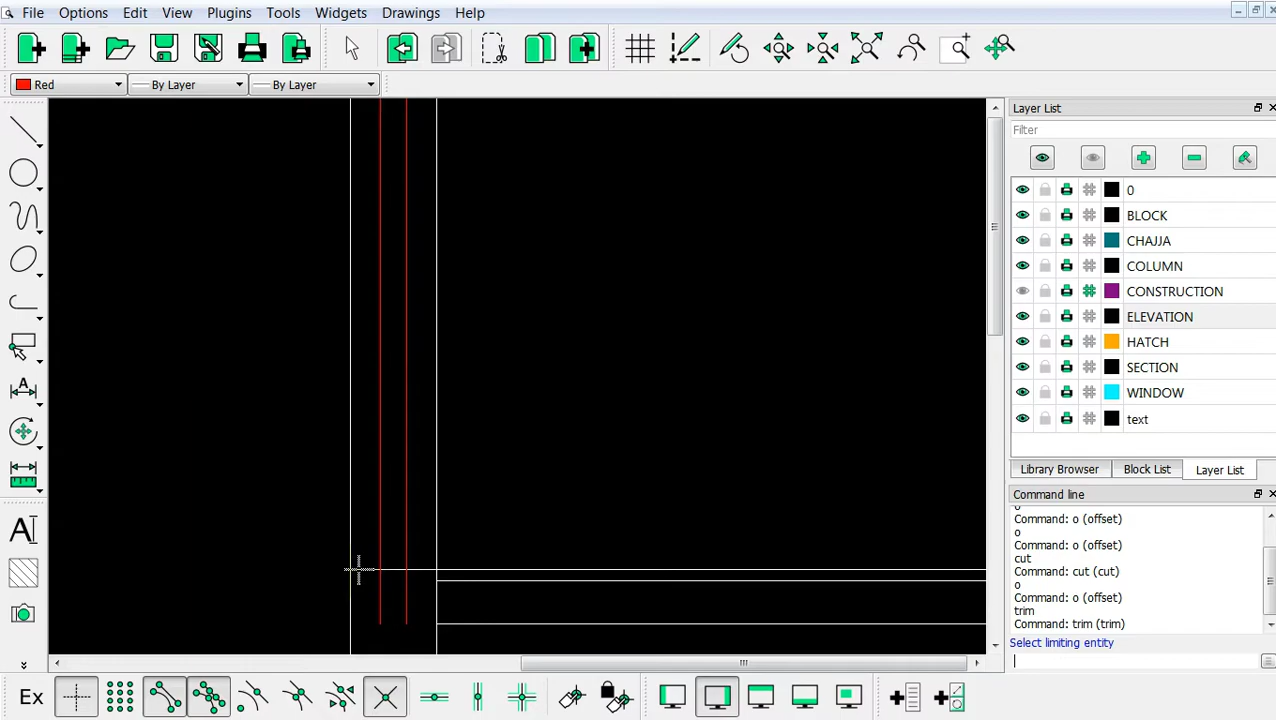 File Options Edit View Plugins Tools Widgets Drawings Help
Red By Layer By Layer
Layer List
Filter
0
BLOCK
CHAJJA
COLUMN
CONSTRUCTION
ELEVATION
HATCH
SECTION
WINDOW
text
Library Browser Block List Layer List
Command line
o
Command: o (offset)
o
Command: o (offset)
cut
Command: cut (cut)
o
Command: o (offset)
trim
Command: trim (trim)
Select limiting entity
A
A
Ex